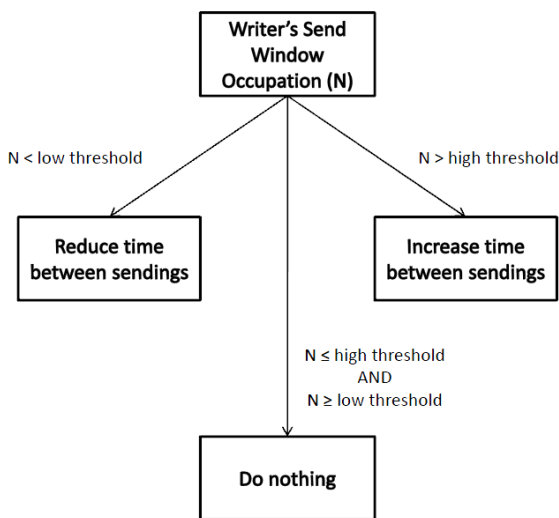 Writer's Send
Window
Occupation (N)
N < low threshold
N > high threshold
Reduce time
between sendings
Increase time
between sendings
N ≤ high threshold
AND
N ≥ low threshold
Do nothing